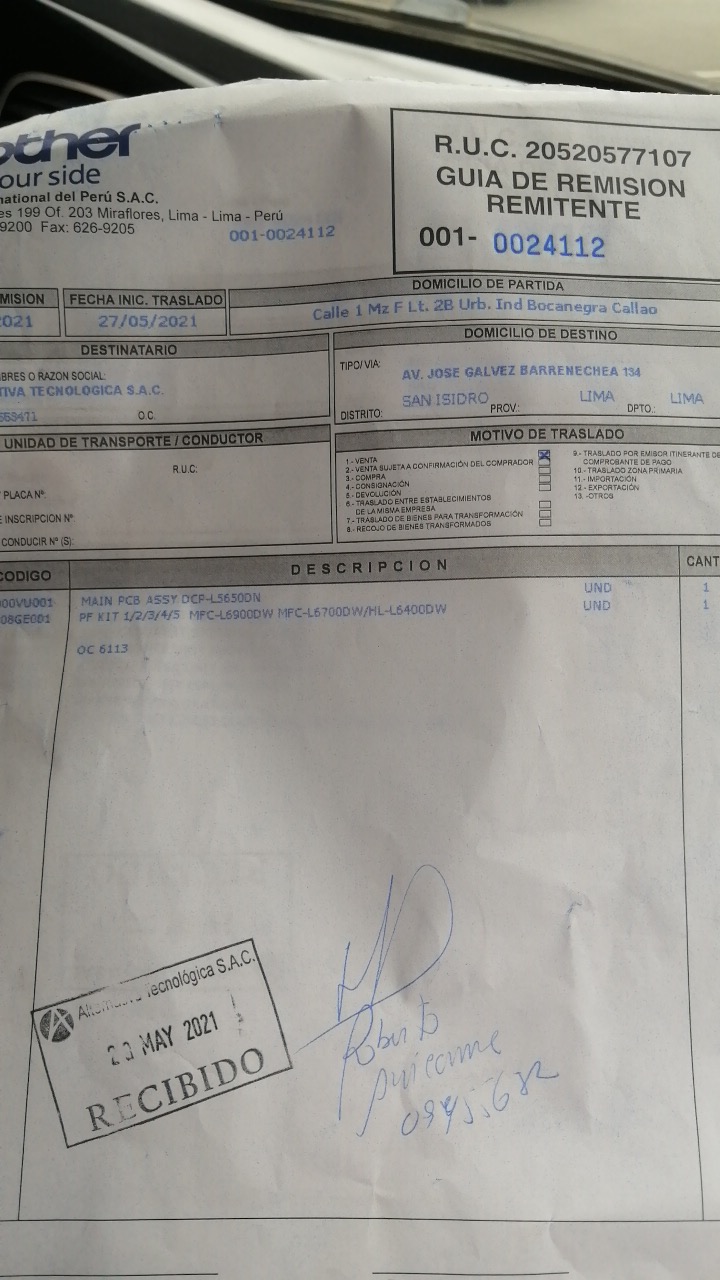 other
our side
national del Perú S.A.C.
es 199 Of. 203 Miraflores, Lima - Lima - Perú
9200 Fax: 626-9205
001-0024112
R.U.C. 20520577107
GUIA DE REMISION
REMITENTE
001- 0024112
MISION
021
FECHA INIC. TRASLADO
27/05/2021
DOMICILIO DE PARTIDA
Calle 1 Mz F Lt. 2B Urb. Ind Bocanegra Callao
DESTINATARIO
BRES O RAZON SOCIAL:
TIVA TECNOLOGICA S.A.C.
O.C.
DOMICILIO DE DESTINO
TIPO/VIA: AV. JOSE GALVEZ BARRENECHEA 134
DISTRITO: SAN ISIDRO PROV.: LIMA DPTO.: LIMA
UNIDAD DE TRANSPORTE / CONDUCTOR
R.U.C:
PLACA Nº:
E INSCRIPCION Nº
CONDUCIR Nº (S):
MOTIVO DE TRASLADO
1 - VENTA
2 - VENTA SUJETA A CONFIRMACIÓN DEL COMPRADOR
3 - COMPRA
4 - CONSIGNACIÓN
5 - DEVOLUCIÓN
6 - TRASLADO ENTRE ESTABLECIMIENTOS
DE LA MISMA EMPRESA
7 - TRASLADO DE BIENES PARA TRANSFORMACIÓN
8 - RECOJO DE BIENES TRANSFORMADOS
9.- TRASLADO POR EMISOR ITINERANTE DE
COMPROBANTE DE PAGO
10.- TRASLADO ZONA PRIMARIA
11.- IMPORTACIÓN
12.- EXPORTACIÓN
13.- OTROS
CODIGO DESCRIPCION CANT
00VU001 MAIN PCB ASSY DCP-L5650DN UND 1
08GE001 PF KIT 1/2/3/4/5 MFC-L6900DW MFC-L6700DW/HL-L6400DW UND 1
OC 6113
Tecnológica S.A.C.
MAY 2021
RECIBIDO
Roberto